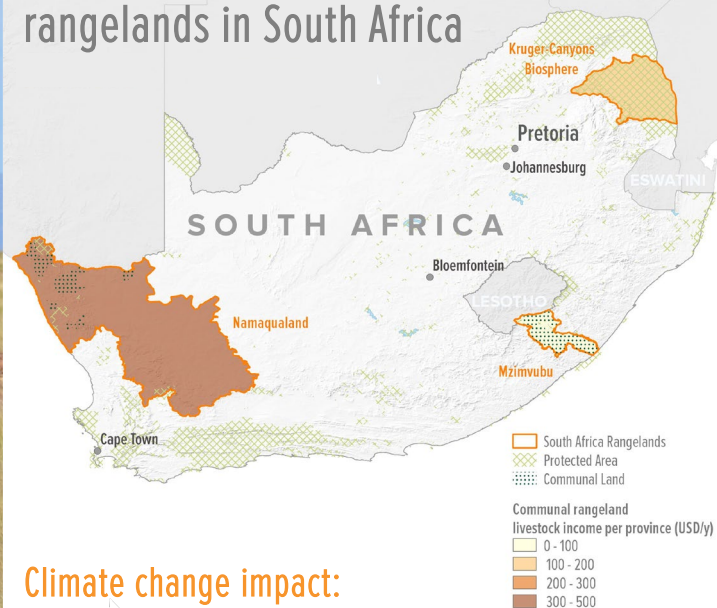 rangelands in South Africa
Kruger-Canyons
Biosphere
Pretoria
Johannesburg
ESWATINI
SOUTH AFRICA
Bloemfontein
LESOTHO
Namaqualand
Mzimvubu
Cape Town
South Africa Rangelands
Protected Area
Communal Land
Communal rangeland
livestock income per province (USD/y)
0 - 100
100 - 200
200 - 300
300 - 500
Climate change impact: